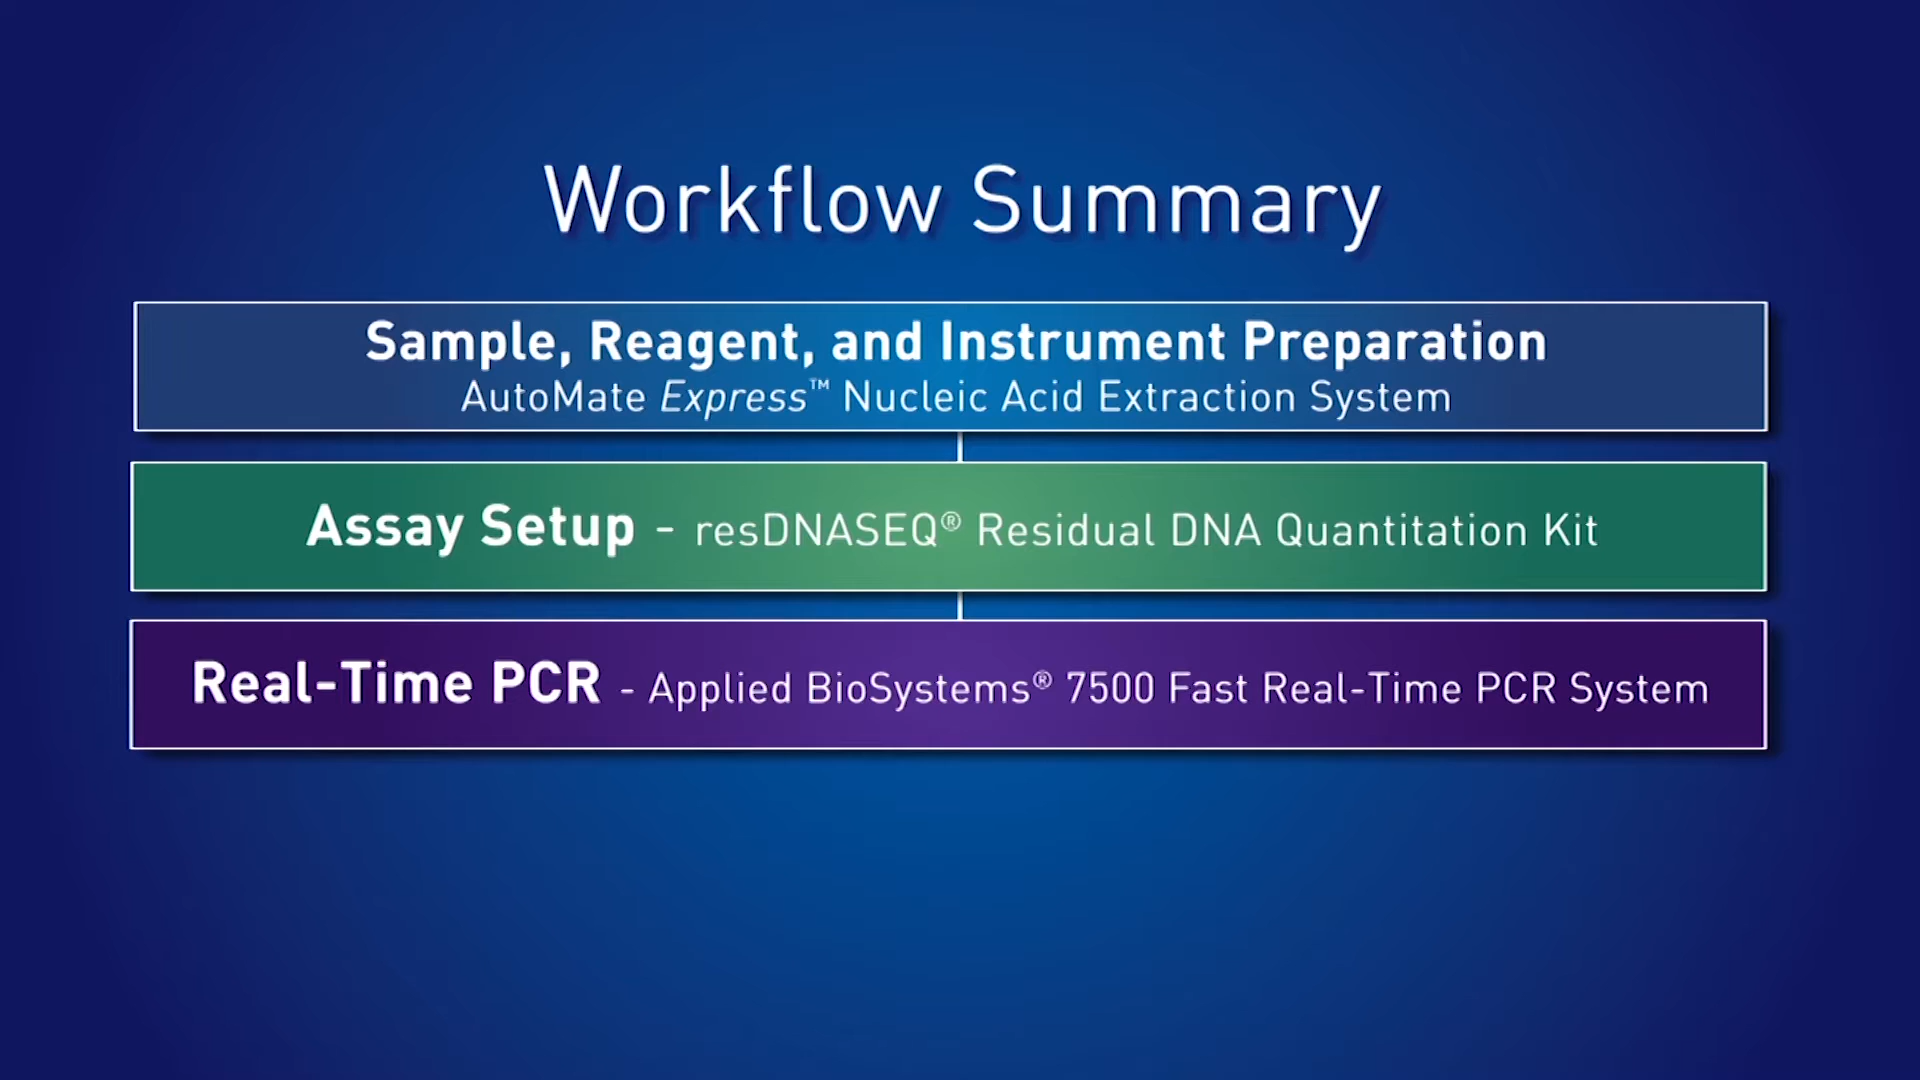 Workflow Summary
Sample, Reagent, and Instrument Preparation
AutoMate Express™ Nucleic Acid Extraction System
Assay Setup - resDNASEQ® Residual DNA Quantitation Kit
Real-Time PCR - Applied BioSystems® 7500 Fast Real-Time PCR System